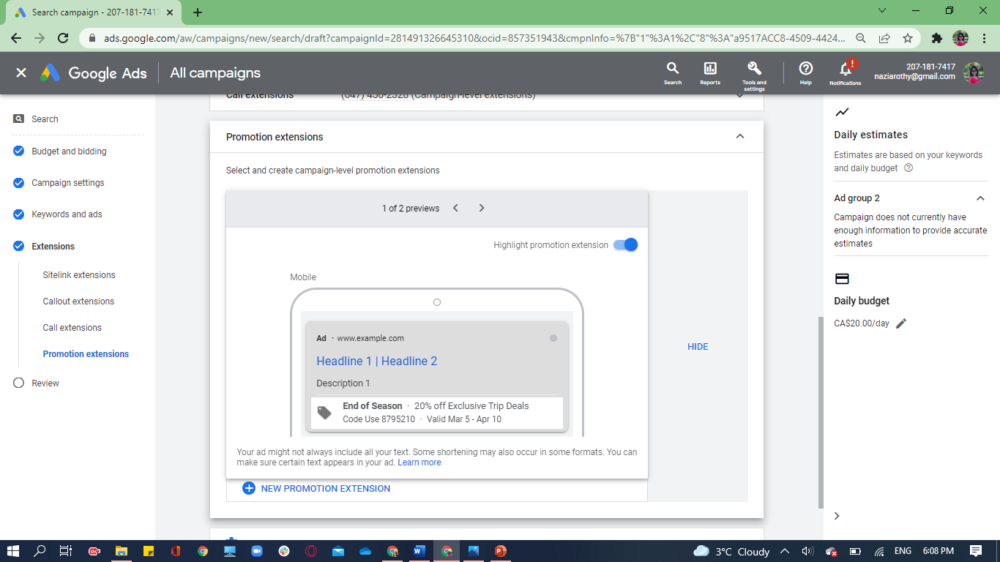 Search campaign - 207-181-7417
ads.google.com/aw/campaigns/new/search/draft?campaignId=281491326645310&ocid=857351943&cmpnInfo=%7B"1"%3A1%2C"8"%3A"a9517ACC8-4509-4424...
Google Ads
All campaigns
Search
Reports
Tools and
settings
Help
Notifications
207-181-7417
naziarothy@gmail.com
Search
Budget and bidding
Campaign settings
Keywords and ads
Extensions
Sitelink extensions
Callout extensions
Call extensions
Promotion extensions
Review
Call extensions (647) 456-2328 (Campaign-level extensions)
Promotion extensions
Select and create campaign-level promotion extensions
1 of 2 previews
Highlight promotion extension
Mobile
Ad · www.example.com
Headline 1 | Headline 2
Description 1
End of Season · 20% off Exclusive Trip Deals
Code Use 8795210 · Valid Mar 5 - Apr 10
Your ad might not always include all your text. Some shortening may also occur in some formats. You can
make sure certain text appears in your ad. Learn more
NEW PROMOTION EXTENSION
HIDE
Daily estimates
Estimates are based on your keywords
and daily budget
Ad group 2
Campaign does not currently have
enough information to provide accurate
estimates
Daily budget
CA$20.00/day
3°C Cloudy
ENG
6:08 PM